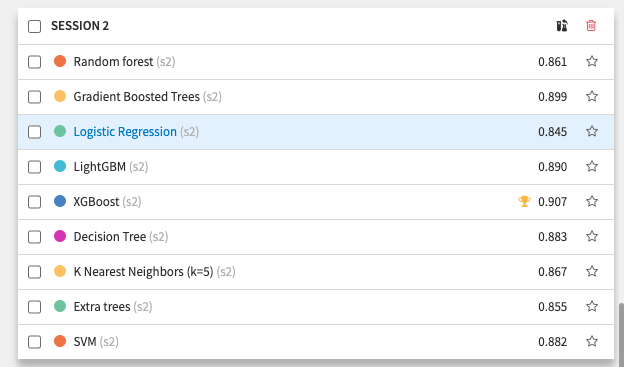 SESSION 2
Random forest (s2) 0.861
Gradient Boosted Trees (s2) 0.899
Logistic Regression (s2) 0.845
LightGBM (s2) 0.890
XGBoost (s2) 0.907
Decision Tree (s2) 0.883
K Nearest Neighbors (k=5) (s2) 0.867
Extra trees (s2) 0.855
SVM (s2) 0.882